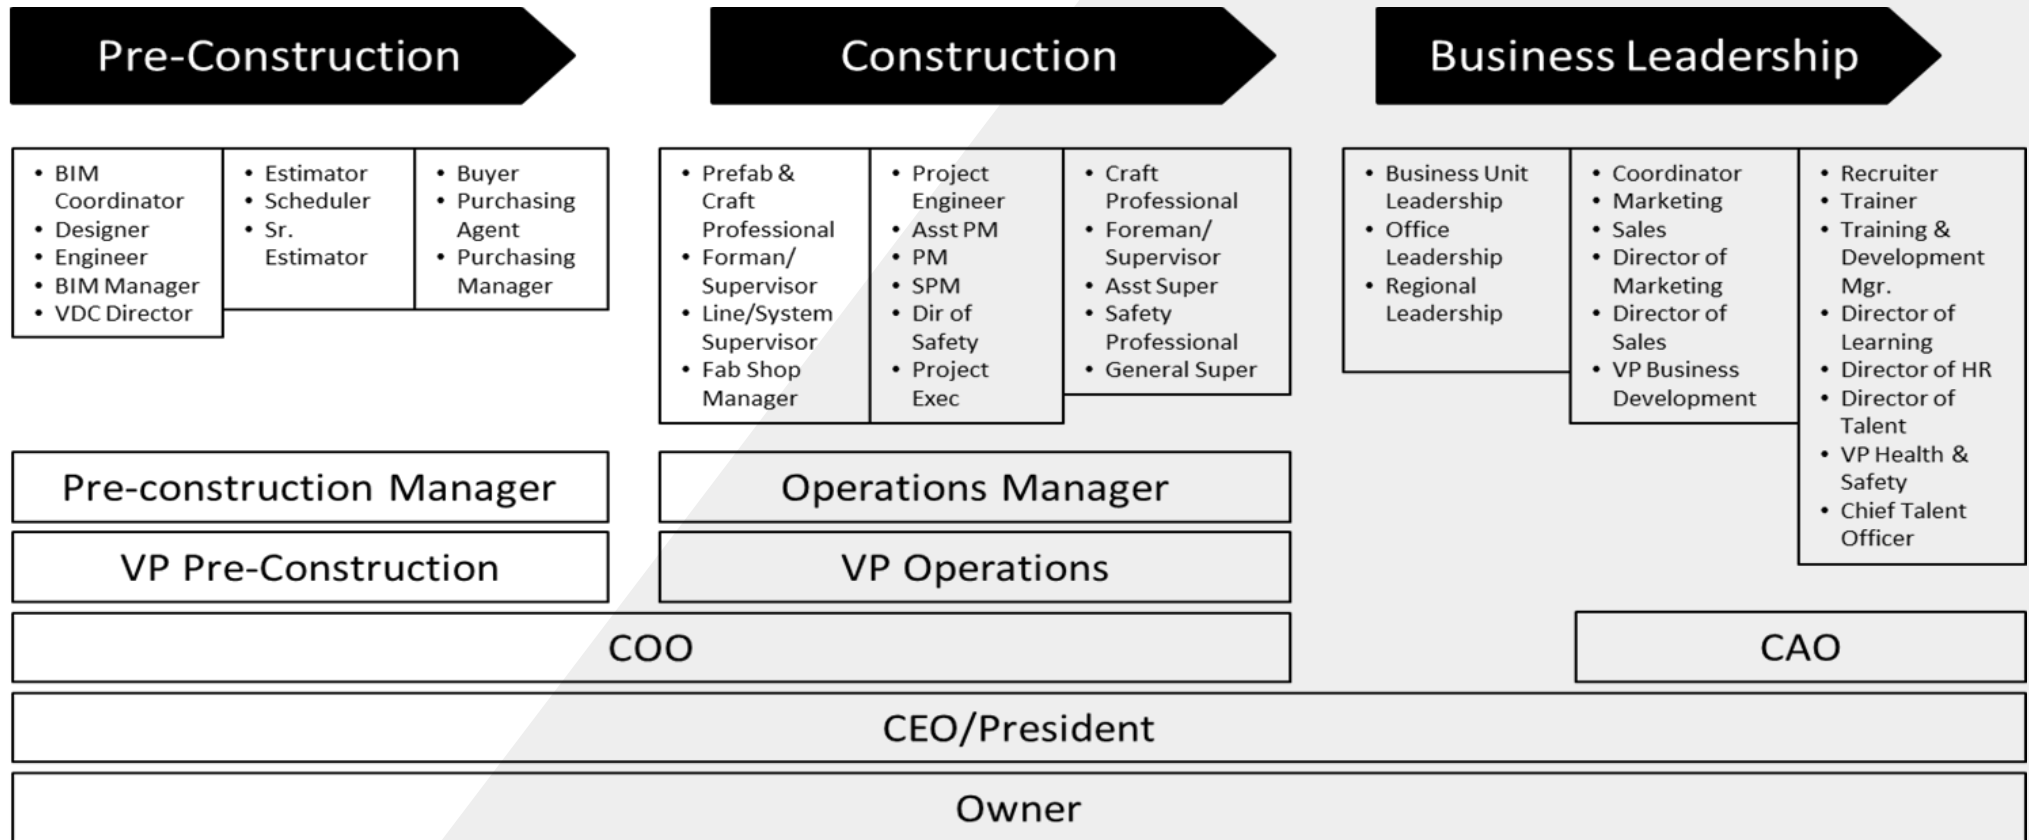 Pre-Construction
Construction
Business Leadership
• BIM
Coordinator
• Designer
• Engineer
• BIM Manager
• VDC Director
• Estimator
• Scheduler
• Sr.
Estimator
• Buyer
• Purchasing
Agent
• Purchasing
Manager
• Prefab &
Craft
Professional
• Forman/
Supervisor
• Line/System
Supervisor
• Fab Shop
Manager
• Project
Engineer
• Asst PM
• PM
• SPM
• Dir of
Safety
• Project
Exec
• Craft
Professional
• Foreman/
Supervisor
• Asst Super
• Safety
Professional
• General Super
• Business Unit
Leadership
• Office
Leadership
• Regional
Leadership
• Coordinator
• Marketing
• Sales
• Director of
Marketing
• Director of
Sales
• VP Business
Development
• Recruiter
• Trainer
• Training &
Development
Mgr.
• Director of
Learning
• Director of HR
• Director of
Talent
• VP Health &
Safety
• Chief Talent
Officer
Pre-construction Manager
Operations Manager
VP Pre-Construction
VP Operations
COO
CAO
CEO/President
Owner